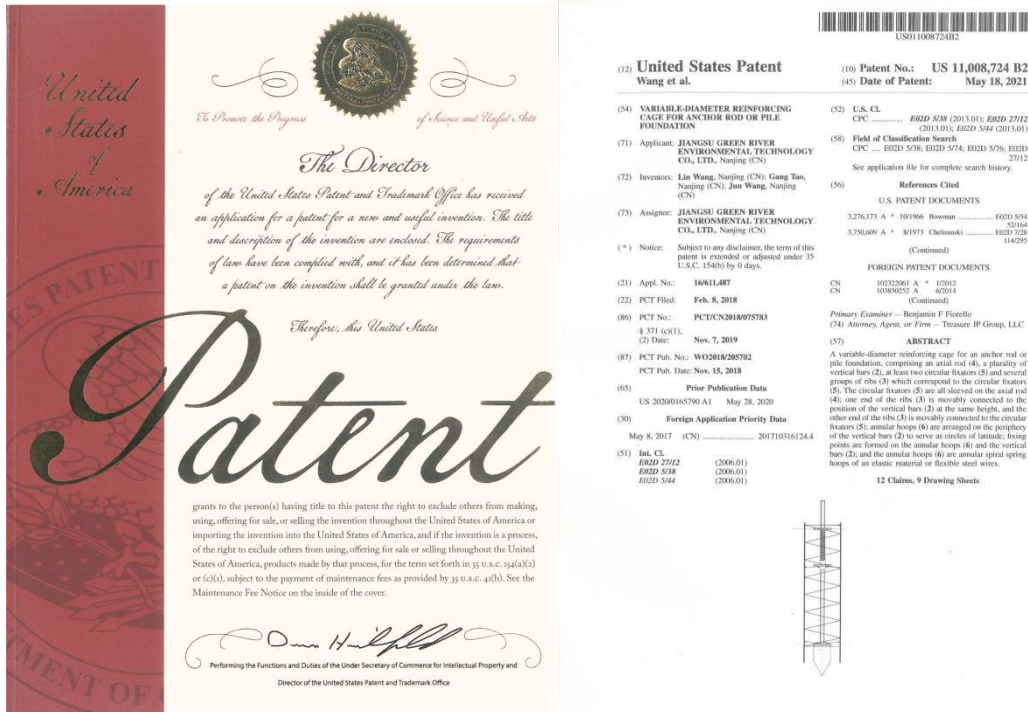 United
States
of
America
To Promote the Progress
of Science and Useful Arts
The Director
of the United States Patent and Trademark Office has received
an application for a patent for a new and useful invention. The title
and description of the invention are enclosed. The requirements
of law have been complied with, and it has been determined that
a patent on the invention shall be granted under the law.
Therefore, this United States
Patent
grants to the person(s) having title to this patent the right to exclude others from making,
using, offering for sale, or selling the invention throughout the United States of America or
importing the invention into the United States of America, and if the invention is a process,
of the right to exclude others from using, offering for sale or selling throughout the United
States of America, products made by that process, for the term set forth in 35 U.S.C. 154(a)(2)
or (c)(1), subject to the payment of maintenance fees as provided by 35 U.S.C. 41(b). See the
Maintenance Fee Notice on the inside of the cover.
Performing the Functions and Duties of the Under Secretary of Commerce for Intellectual Property and
Director of the United States Patent and Trademark Office
US011008724B2
(12) United States Patent
Wang et al.
(10) Patent No.: US 11,008,724 B2
(45) Date of Patent: May 18, 2021
(54) VARIABLE-DIAMETER REINFORCING
CAGE FOR ANCHOR ROD OR PILE
FOUNDATION
(71) Applicant: JIANGSU GREEN RIVER
ENVIRONMENTAL TECHNOLOGY
CO., LTD., Nanjing (CN)
(72) Inventors: Lin Wang, Nanjing (CN); Gang Tao,
Nanjing (CN); Jun Wang, Nanjing
(CN)
(73) Assignee: JIANGSU GREEN RIVER
ENVIRONMENTAL TECHNOLOGY
CO., LTD., Nanjing (CN)
( * ) Notice: Subject to any disclaimer, the term of this
patent is extended or adjusted under 35
U.S.C. 154(b) by 0 days.
(21) Appl. No.: 16/611,487
(22) PCT Filed: Feb. 8, 2018
(86) PCT No.: PCT/CN2018/075783
§ 371 (c)(1),
(2) Date: Nov. 7, 2019
(87) PCT Pub. No.: WO2018/205702
PCT Pub. Date: Nov. 15, 2018
(65) Prior Publication Data
US 2020/0165790 A1 May 28, 2020
(30) Foreign Application Priority Data
May 8, 2017 (CN) ........................ 201710316124.4
(51) Int. Cl.
E02D 27/12 (2006.01)
E02D 5/38 (2006.01)
E02D 5/44 (2006.01)
(52) U.S. Cl.
CPC .............. E02D 5/38 (2013.01); E02D 27/12
(2013.01); E02D 5/44 (2013.01)
(58) Field of Classification Search
CPC .... E02D 5/38; E02D 5/74; E02D 5/76; E02D
27/12
See application file for complete search history.
(56) References Cited
U.S. PATENT DOCUMENTS
3,276,173 A * 10/1966 Bowman ................. E02D 5/54
52/164
3,750,609 A * 8/1973 Chelminski ............. E02D 7/28
114/295
(Continued)
FOREIGN PATENT DOCUMENTS
CN 102322061 A * 1/2012
CN 103850252 A 6/2014
(Continued)
Primary Examiner — Benjamin F Fiorello
(74) Attorney, Agent, or Firm — Treasure IP Group, LLC
(57) ABSTRACT
A variable-diameter reinforcing cage for an anchor rod or
pile foundation, comprising an axial rod (4), a plurality of
vertical bars (2), at least two circular fixators (5) and several
groups of ribs (3) which correspond to the circular fixators
(5). The circular fixators (5) are all sleeved on the axial rod
(4); one end of the ribs (3) is movably connected to the
position of the vertical bars (2) at the same height, and the
other end of the ribs (3) is movably connected to the circular
fixators (5); annular hoops (6) are arranged on the periphery
of the vertical bars (2) to serve as circles of latitude; fixing
points are formed on the annular hoops (6) and the vertical
bars (2); and the annular hoops (6) are annular spiral spring
hoops of an elastic material or flexible steel wires.
12 Claims, 9 Drawing Sheets